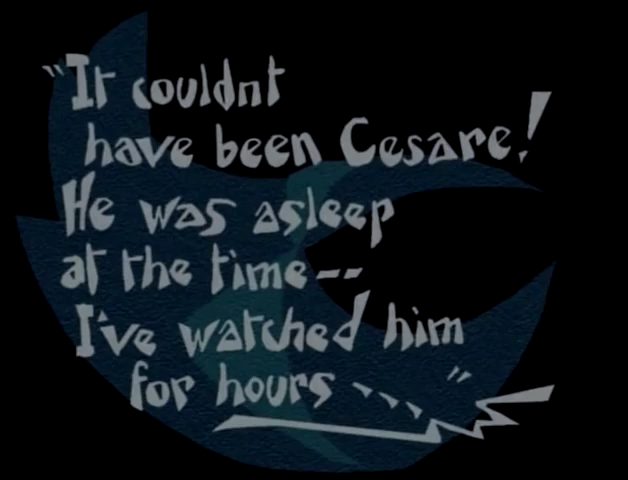 "It couldnt
have been Cesare!
He was asleep
at the time--
I've watched him
for hours ---- "